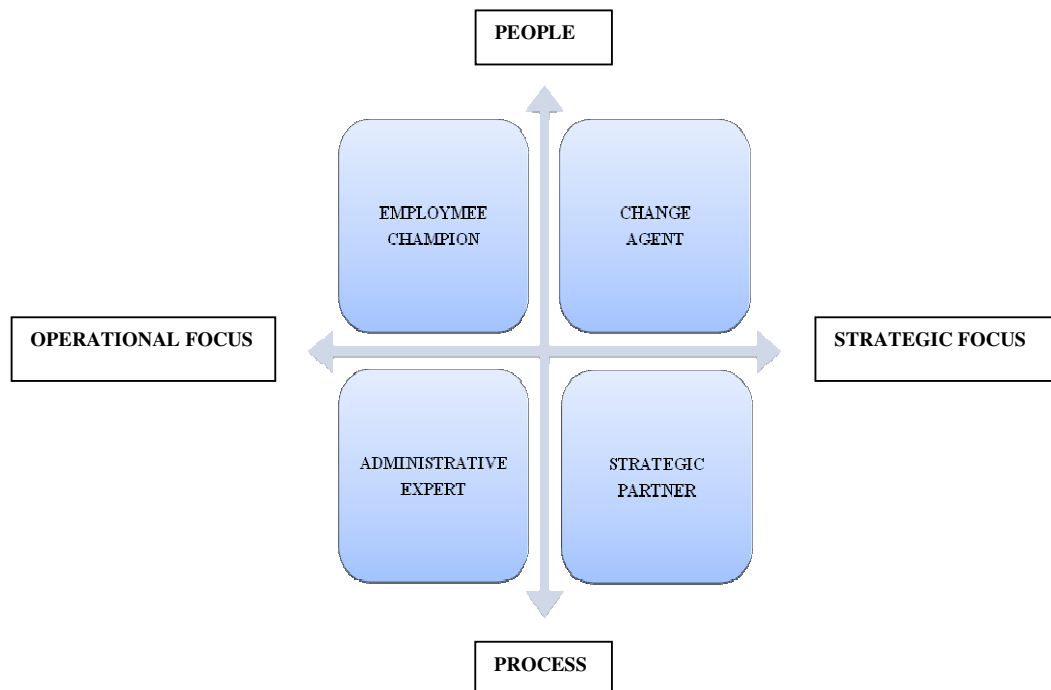 PEOPLE
EMPLOYMEE
CHAMPION
CHANGE
AGENT
OPERATIONAL FOCUS
STRATEGIC FOCUS
ADMINISTRATIVE
EXPERT
STRATEGIC
PARTNER
PROCESS